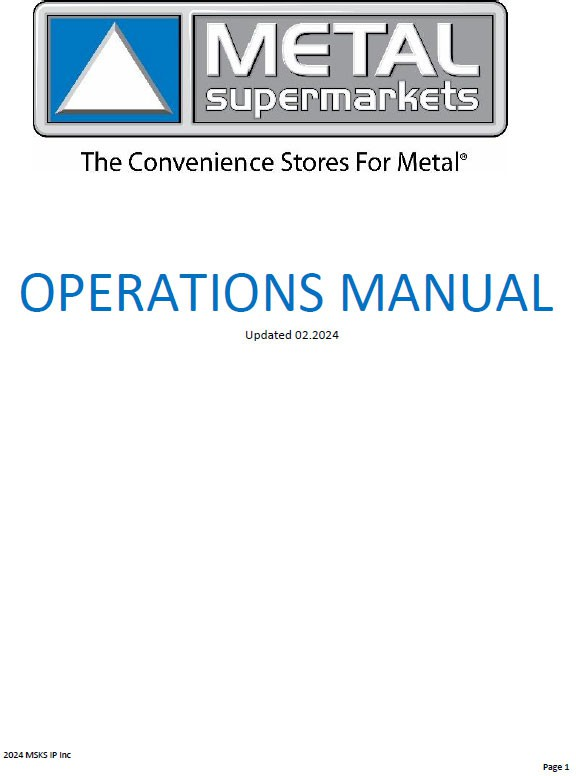 METAL
supermarkets
The Convenience Stores For Metal®
OPERATIONS MANUAL
Updated 02.2024
2024 MSKS IP Inc
Page 1